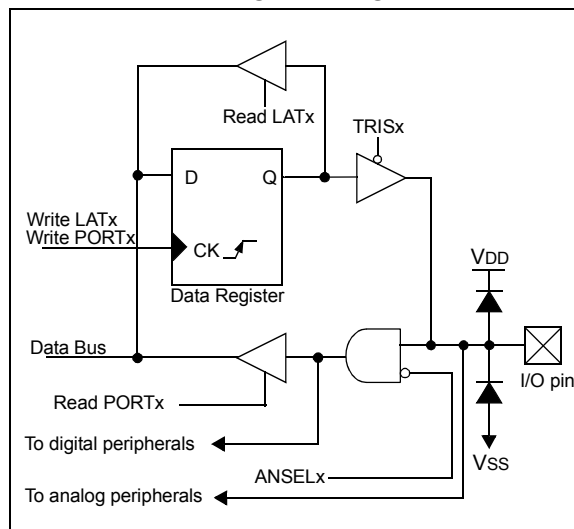 Read LATx
TRISx
D Q
Write LATx
Write PORTx
CK
Data Register
VDD
Data Bus
I/O pin
Read PORTx
To digital peripherals
ANSELx
VSS
To analog peripherals